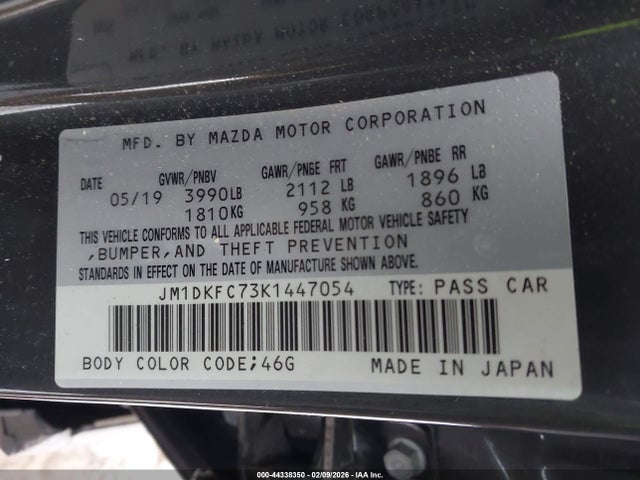 MFD. BY MAZDA MOTOR CORPORATION
DATE GVWR/PNBV GAWR/PNBE FRT GAWR/PNBE RR
05/19 3990LB 2112 LB 1896 LB
1810KG 958 KG 860 KG
THIS VEHICLE CONFORMS TO ALL APPLICABLE FEDERAL MOTOR VEHICLE SAFETY
,BUMPER,AND THEFT PREVENTION
STANDARDS IN EFFECT ON THE DATE OF MANUFACTURE SHOWN ABOVE.
JM1DKFC73K1447054 TYPE: PASS CAR
BODY COLOR CODE;46G MADE IN JAPAN
000-44338350 - 02/09/2026 - IAA Inc.